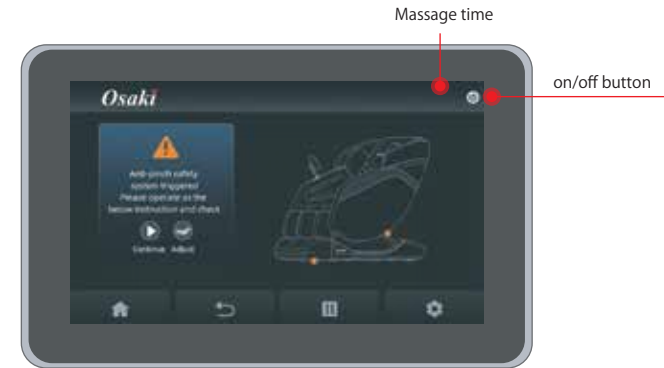 Massage time
on/off button
Osaki
Anti-pinch safety
system triggered
Please operate as the
below instruction and check
Continue Adjust